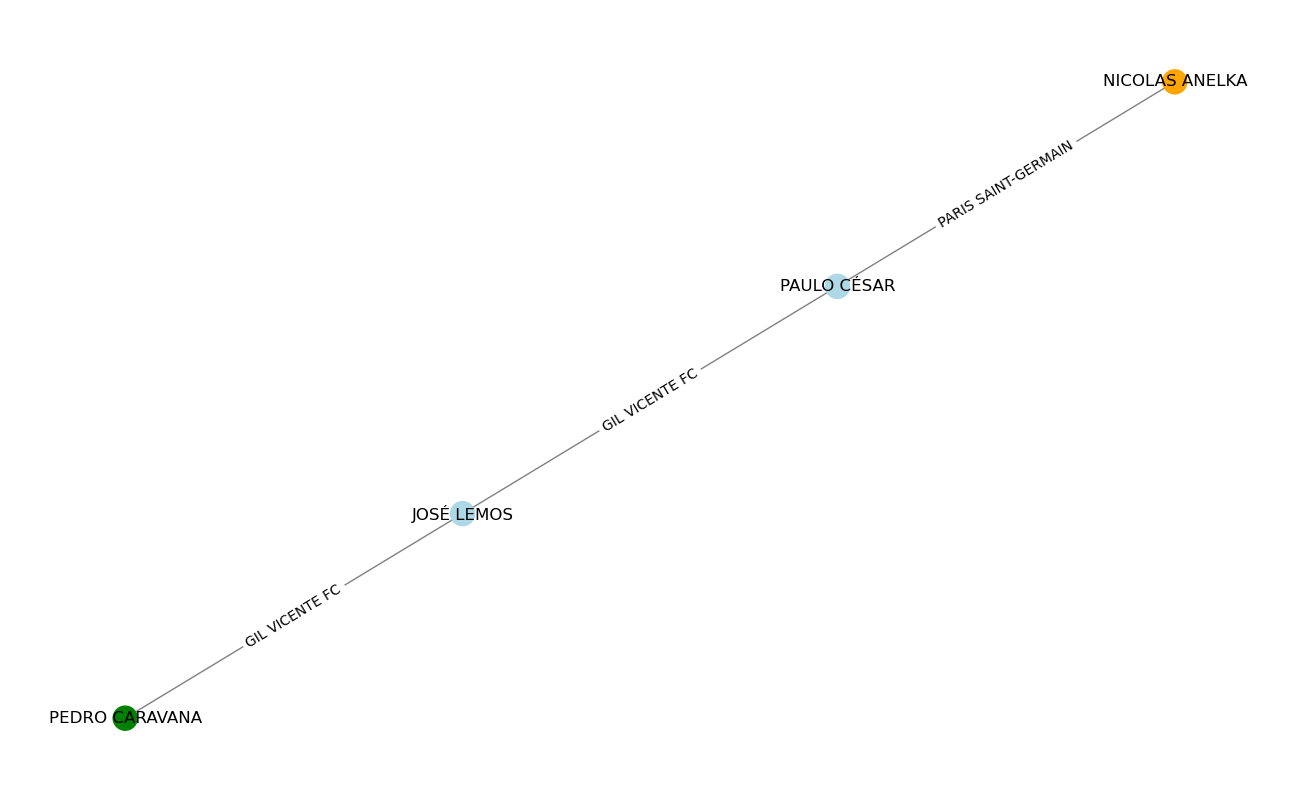 NICOLAS ANELKA
PARIS SAINT-GERMAIN
PAULO CÉSAR
GIL VICENTE FC
JOSÉ LEMOS
GIL VICENTE FC
PEDRO CARAVANA